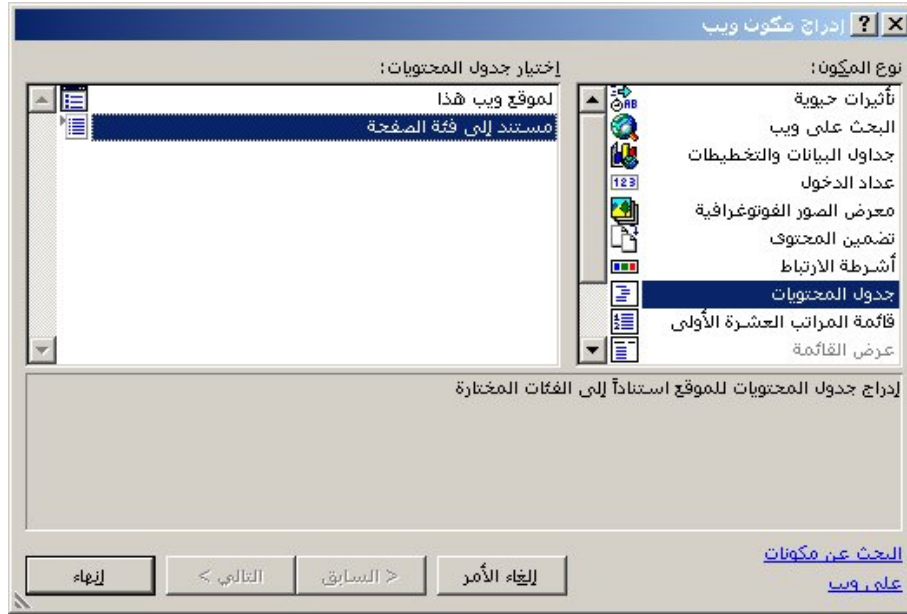 إدراج مكون ويب
نوع المكون:
تأثيرات حيوية
البحث على ويب
جداول البيانات والتخطيطات
عداد الدخول
معرض الصور الفوتوغرافية
تضمين المحتوى
أشرطة الارتباط
جدول المحتويات
قائمة المراتب العشرة الأولى
عرض القائمة
إختيار جدول المحتويات:
لموقع ويب هذا
مستند إلى فئة الصفحة
إدراج جدول المحتويات للموقع استناداً إلى الفئات المختارة
البحث عن مكونات
على ويب
إلغاء الأمر
< السابق
التالي >
إنهاء